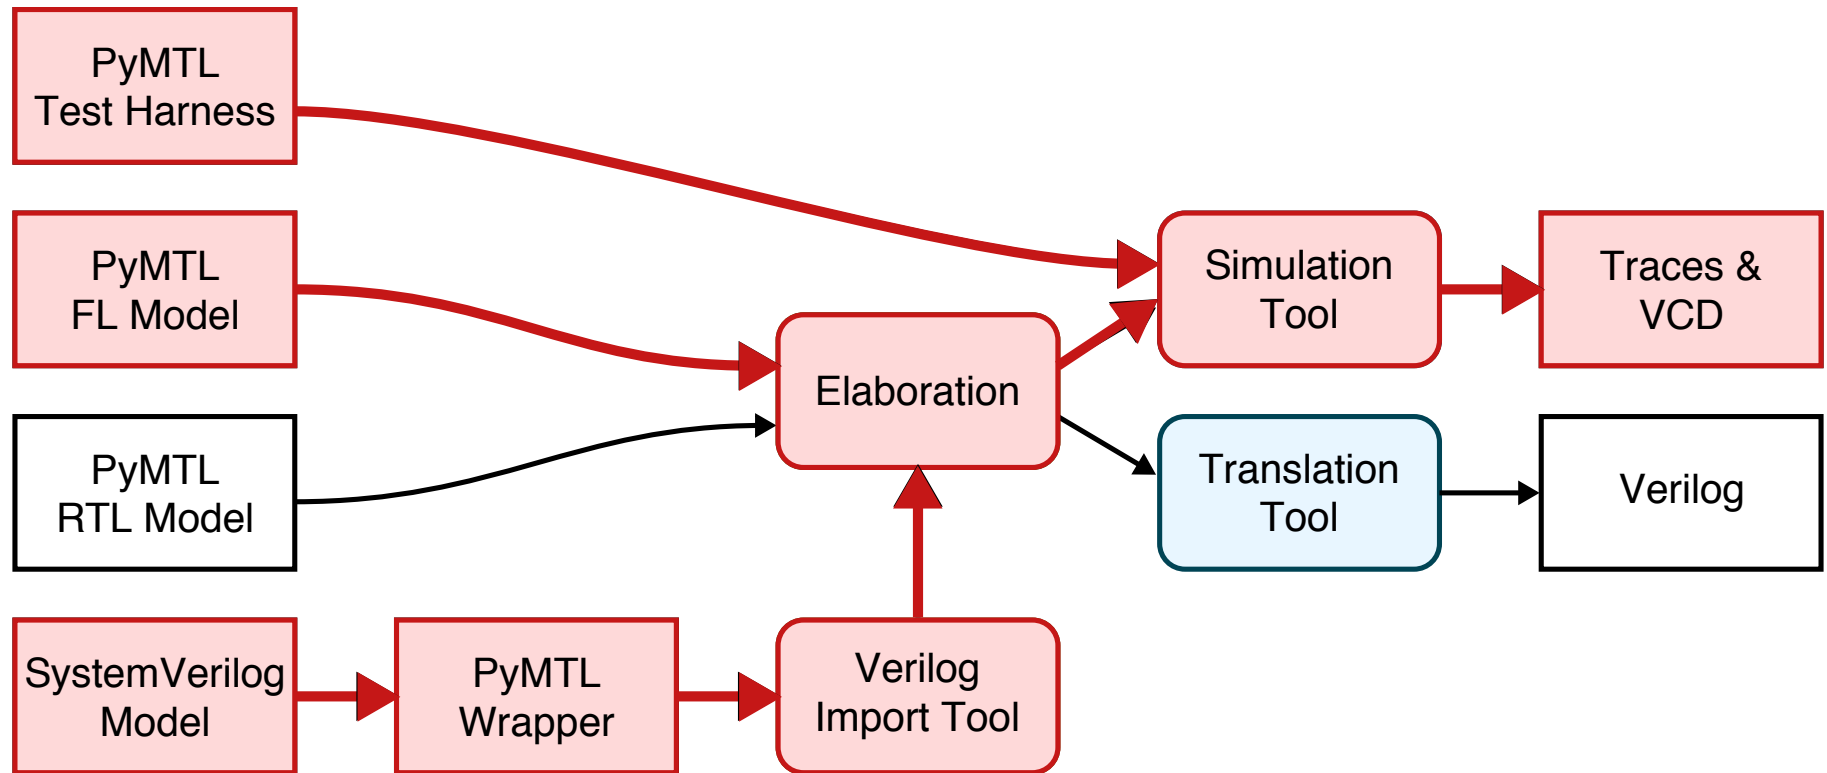 PyMTL
Test Harness
PyMTL
FL Model
Simulation
Tool
Traces &
VCD
Elaboration
PyMTL
RTL Model
Translation
Tool
Verilog
SystemVerilog
Model
PyMTL
Wrapper
Verilog
Import Tool